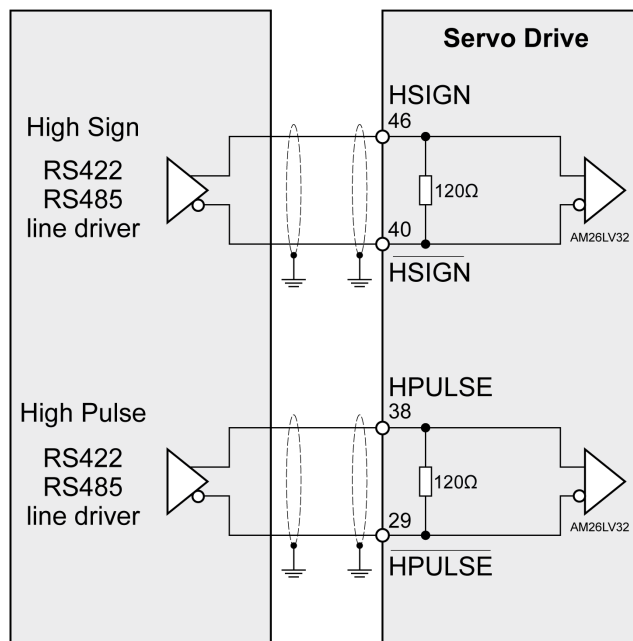 Servo Drive
HSIGN
46
High Sign
RS422
RS485
line driver
120Ω
40
AM26LV32
HSIGN
HPULSE
38
High Pulse
RS422
RS485
line driver
120Ω
29
AM26LV32
HPULSE